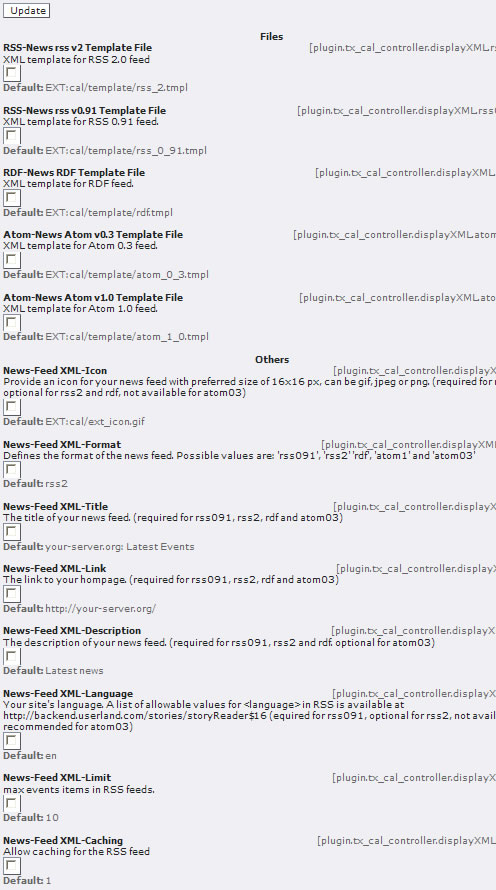 Update
Files
RSS-News rss v2 Template File [plugin.tx_cal_controller.displayXML.rs
XML template for RSS 2.0 feed
Default: EXT:cal/template/rss_2.tmpl
RSS-News rss v0.91 Template File [plugin.tx_cal_controller.displayXML.rss
XML template for RSS 0.91 feed.
Default: EXT:cal/template/rss_0_91.tmpl
RDF-News RDF Template File [plugin.tx_cal_controller.displayXML.
XML template for RDF feed.
Default: EXT:cal/template/rdf.tmpl
Atom-News Atom v0.3 Template File [plugin.tx_cal_controller.displayXML.atom
XML template for Atom 0.3 feed.
Default: EXT:cal/template/atom_0_3.tmpl
Atom-News Atom v1.0 Template File [plugin.tx_cal_controller.displayXML.ato
XML template for Atom 1.0 feed.
Default: EXT:cal/template/atom_1_0.tmpl
Others
News-Feed XML-Icon [plugin.tx_cal_controller.displayXML.
Provide an icon for your news feed with preferred size of 16x16 px, can be gif, jpeg or png. (required for
optional for rss2 and rdf, not available for atom03)
Default: EXT:cal/ext_icon.gif
News-Feed XML-Format [plugin.tx_cal_controller.displayXML
Defines the format of the news feed. Possible values are: 'rss091', 'rss2' 'rdf', 'atom1' and 'atom03'
Default: rss2
News-Feed XML-Title [plugin.tx_cal_controller.displayX
The title of your news feed. (required for rss091, rss2, rdf and atom03)
Default: your-server.org: Latest Events
News-Feed XML-Link [plugin.tx_cal_controller.displayX
The link to your hompage. (required for rss091, rss2, rdf and atom03)
Default: http://your-server.org/
News-Feed XML-Description [plugin.tx_cal_controller.displayX
The description of your news feed. (required for rss091, rss2 and rdf. optional for atom03)
Default: Latest news
News-Feed XML-Language [plugin.tx_cal_controller.displayX
Your site's language. A list of allowable values for <language> in RSS is available at
http://backend.userland.com/stories/storyReader$16 (equired for rss091, optional for rss2, not avail
recommended for atom03)
Default: en
News-Feed XML-Limit [plugin.tx_cal_controller.displayX
max events items in RSS feeds.
Default: 10
News-Feed XML-Caching [plugin.tx_cal_controller.displayXML
Allow caching for the RSS feed
Default: 1